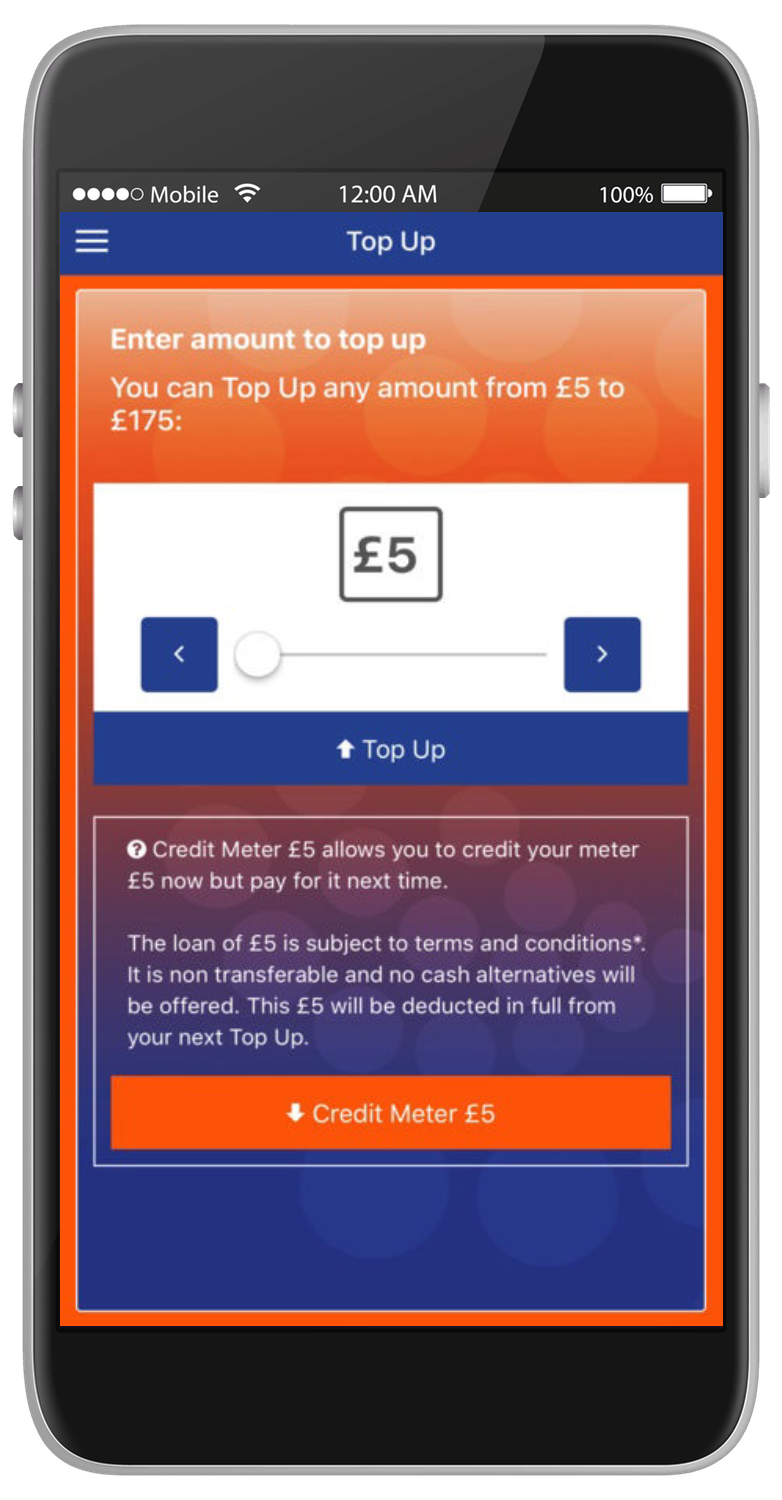 Mobile 12:00 AM 100%
Top Up
Enter amount to top up
You can Top Up any amount from £5 to
£175:
£5
Top Up
Credit Meter £5 allows you to credit your meter
£5 now but pay for it next time.
The loan of £5 is subject to terms and conditions*.
It is non transferable and no cash alternatives will
be offered. This £5 will be deducted in full from
your next Top Up.
Credit Meter £5